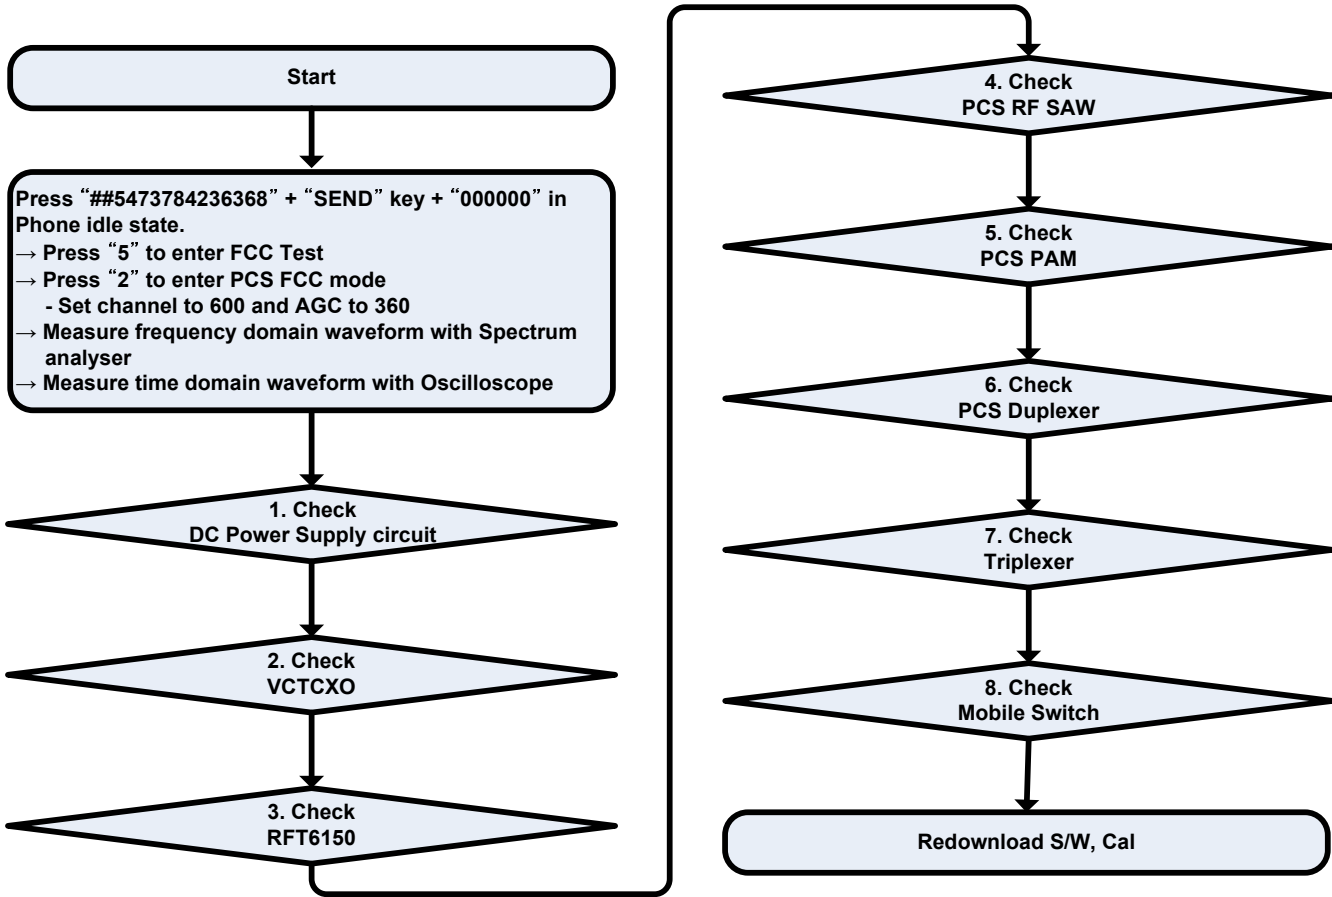 Start
Press “##5473784236368” + “SEND” key + “000000” in
Phone idle state.
→ Press “5” to enter FCC Test
→ Press “2” to enter PCS FCC mode
- Set channel to 600 and AGC to 360
→ Measure frequency domain waveform with Spectrum
analyser
→ Measure time domain waveform with Oscilloscope
1. Check
DC Power Supply circuit
2. Check
VCTCXO
3. Check
RFT6150
4. Check
PCS RF SAW
5. Check
PCS PAM
6. Check
PCS Duplexer
7. Check
Triplexer
8. Check
Mobile Switch
Redownload S/W, Cal